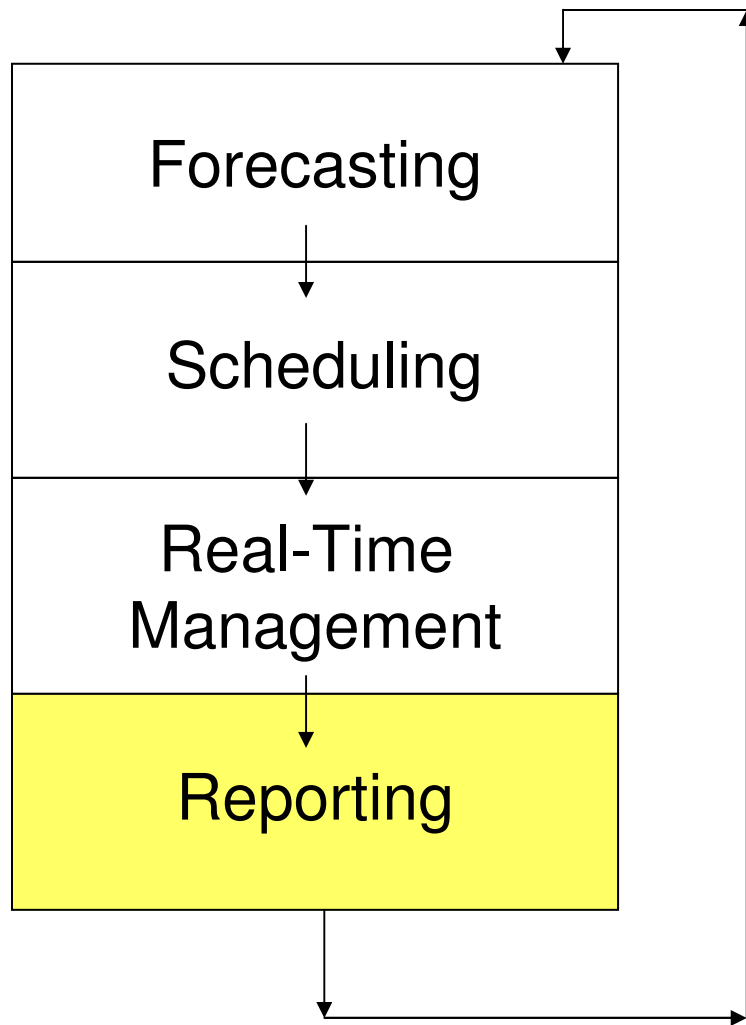 Forecasting
Scheduling
Real-Time
Management
Reporting